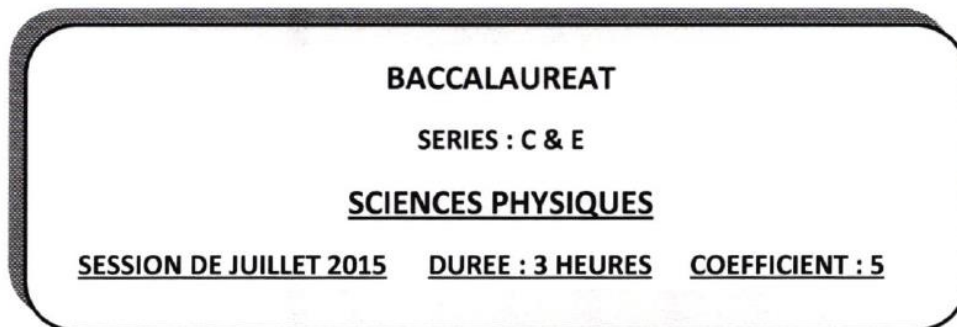 BACCALAUREAT
SERIES : C & E
SCIENCES PHYSIQUES
SESSION DE JUILLET 2015 DUREE : 3 HEURES COEFFICIENT : 5